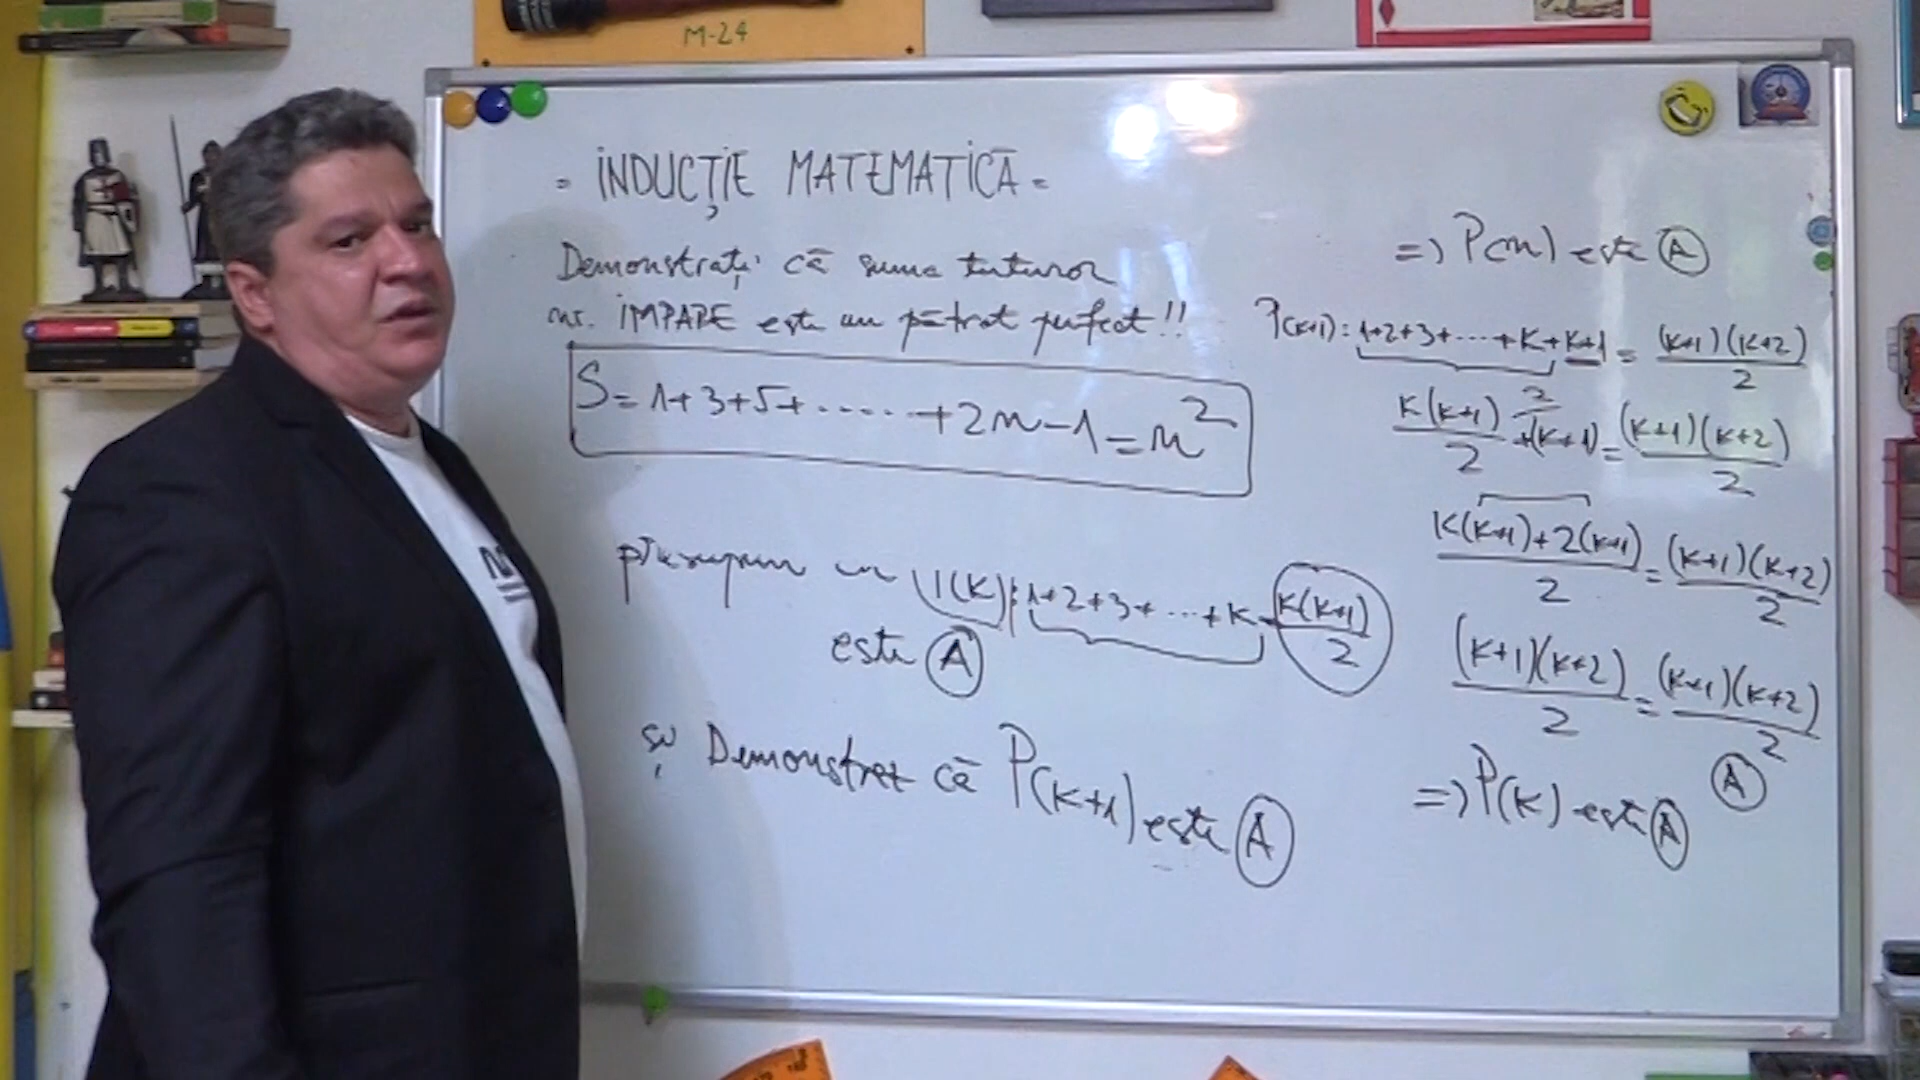 M-24
= INDUCȚIE MATEMATICĂ =
Demonstrați că suma tuturor
nr. IMPARE este un pătrat perfect!!
S=1+3+5+.....+2n-1=n²
presupun
P(k):1+2+3+...+k=k(k+1)/2
este A
și Demonstrez că P(k+1) este A
=> P(n) este A
P(k+1): 1+2+3+....+k+k+1 = (k+1)(k+2)/2
k(k+1)/2 + 2/(k+1) = (k+1)(k+2)/2
k(k+1)+2(k+1)/2 = (k+1)(k+2)/2
(k+1)(k+2)/2 = (k+1)(k+2)/2
A
=> P(k) este A